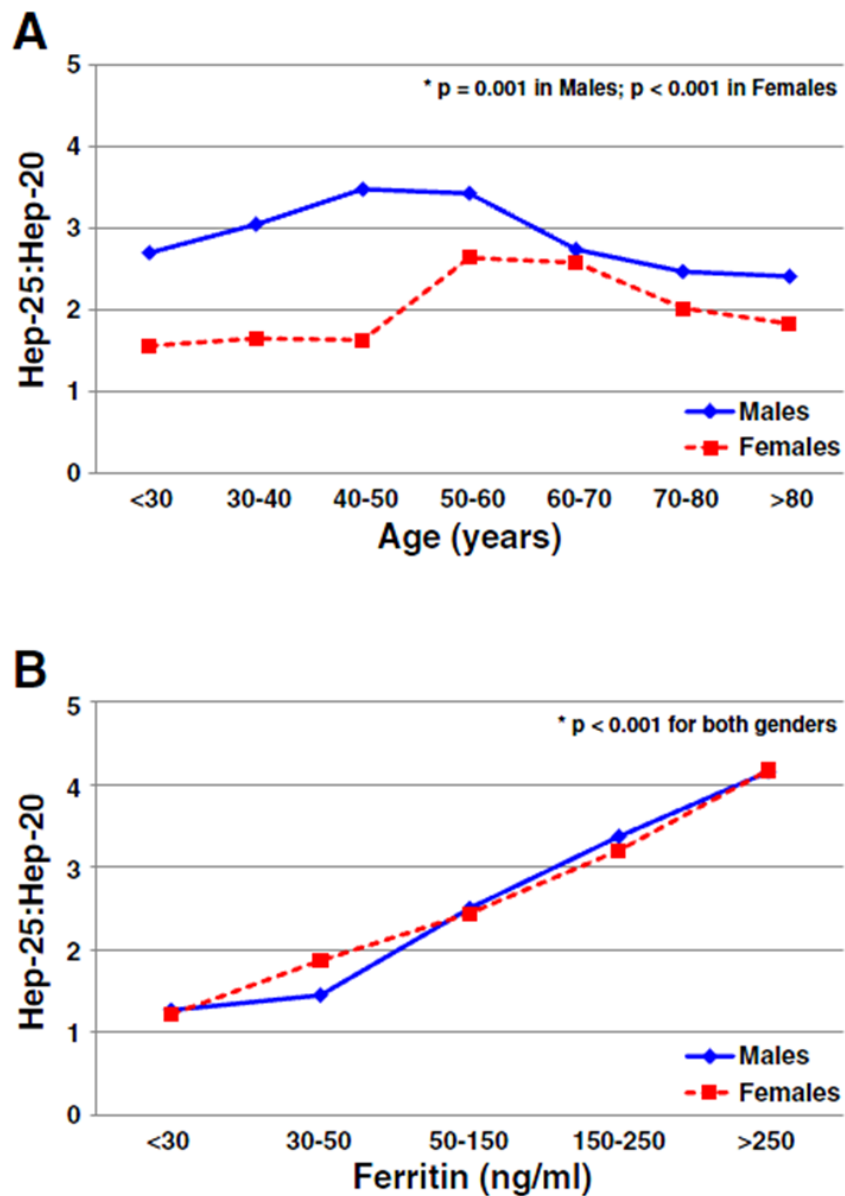 A
* p = 0.001 in Males; p < 0.001 in Females
5
4
3
2
1
0
Hep-25:Hep-20
Males
Females
<30 30-40 40-50 50-60 60-70 70-80 >80
Age (years)
B
* p < 0.001 for both genders
5
4
3
2
1
0
Hep-25:Hep-20
Males
Females
<30 30-50 50-150 150-250 >250
Ferritin (ng/ml)